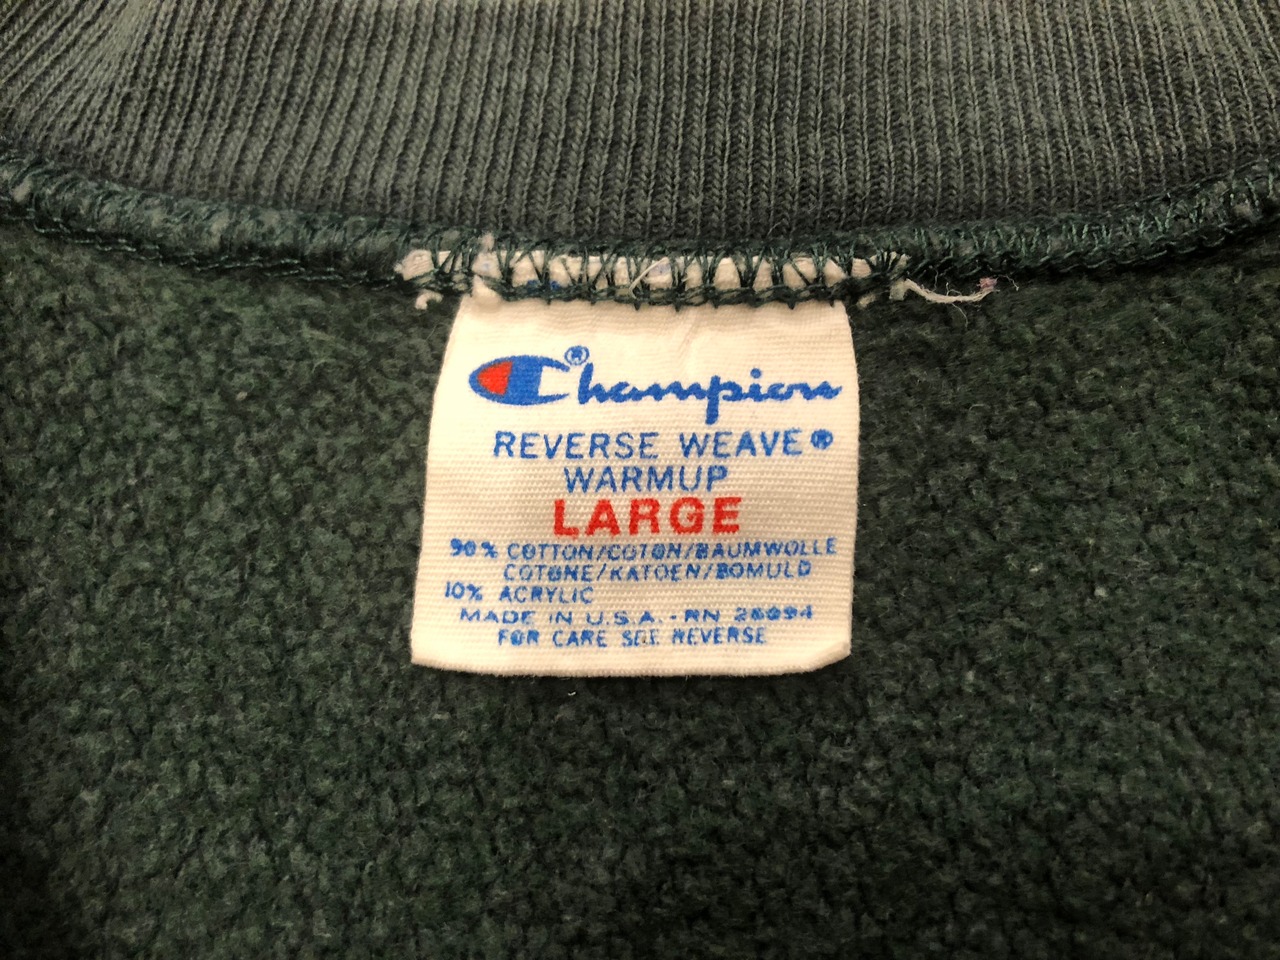 Champion®
REVERSE WEAVE®
WARMUP
LARGE
90% COTTON/COTON/BAUMWOLLE
COTONE/KATOEN/BOMULD
10% ACRYLIC
MADE IN U.S.A.-RN 26094
FOR CARE SEE REVERSE